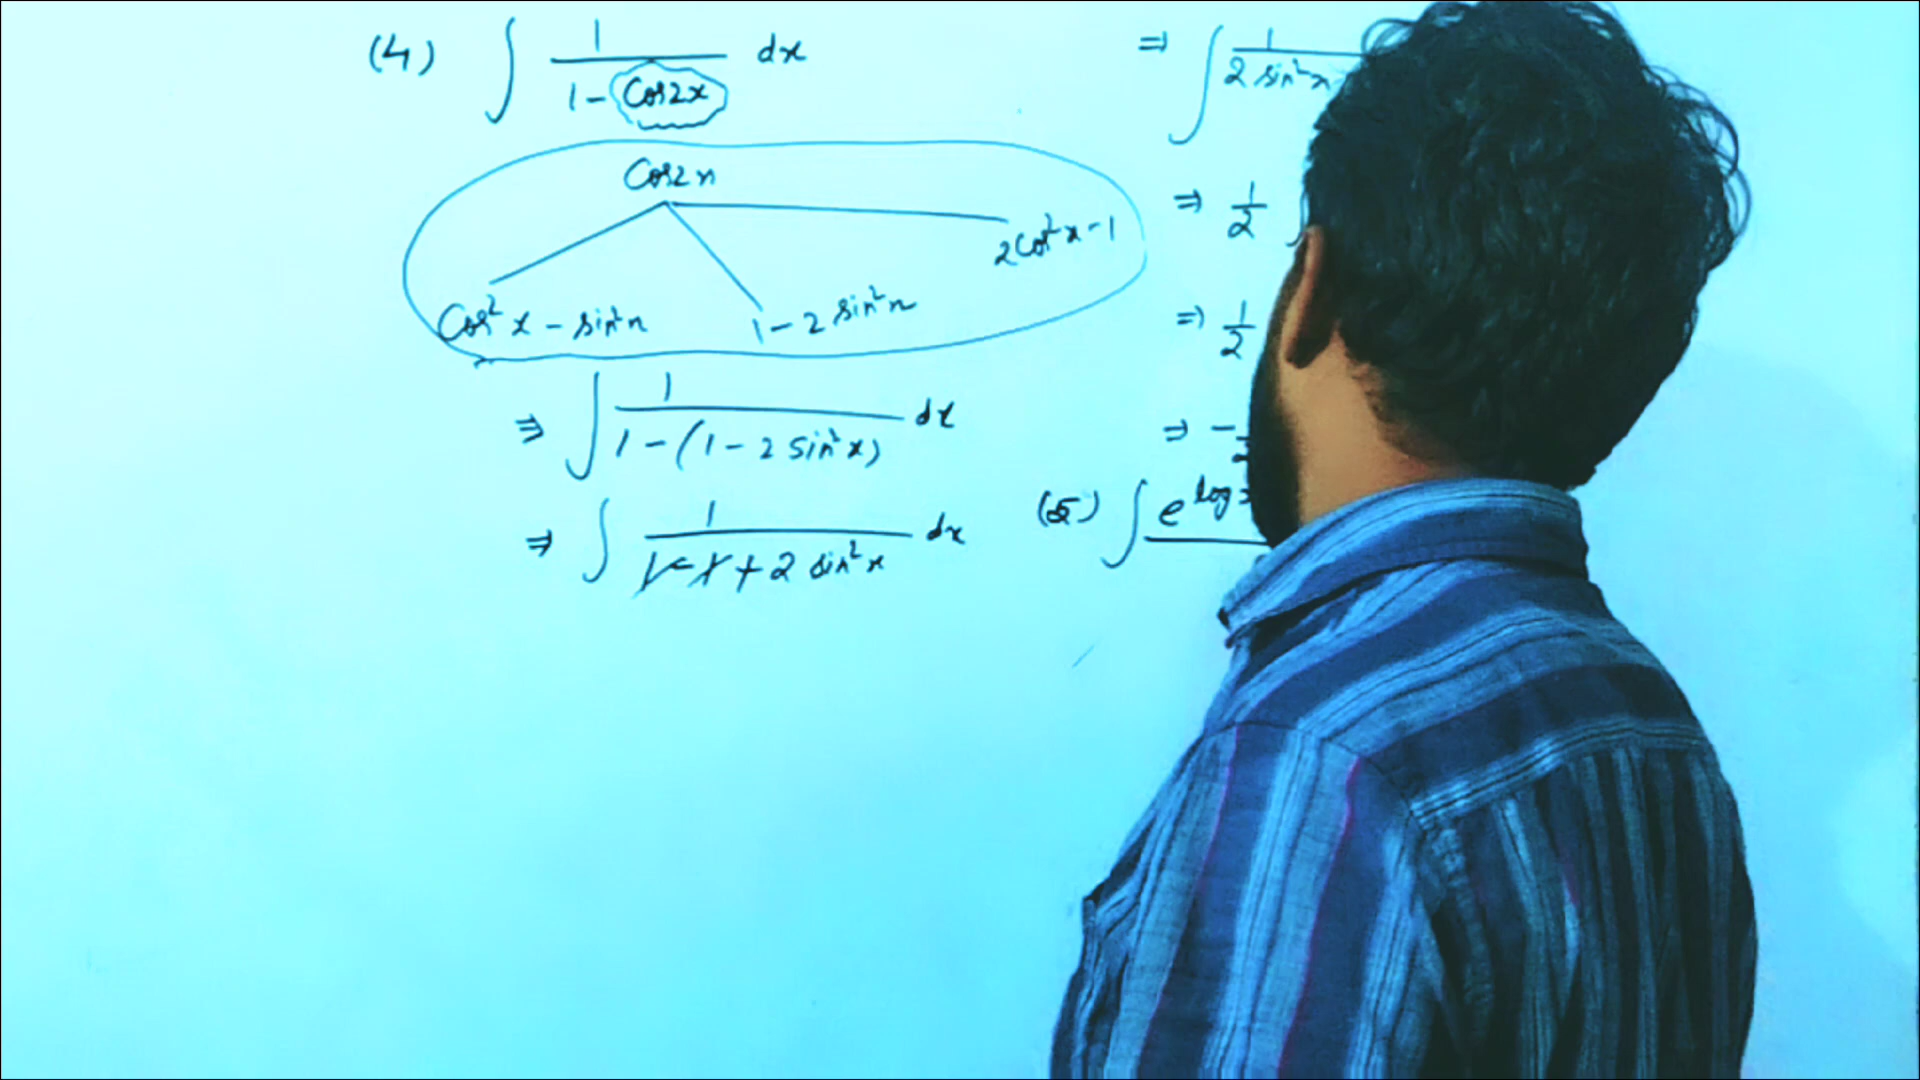 (4) ∫ 1 / 1 - Cos2x dx
Cos2x
2Cos²x - 1
Cos²x - sin²x
1 - 2 sin²x
⇒ ∫ 1 / 1 - (1 - 2 sin²x) dx
⇒ ∫ 1 / 1 - 1 + 2 sin²x dx
⇒ ∫ 1 / 2 sin²x
⇒ 1/2
⇒ 1/2
⇒ -
(5) ∫ e^log